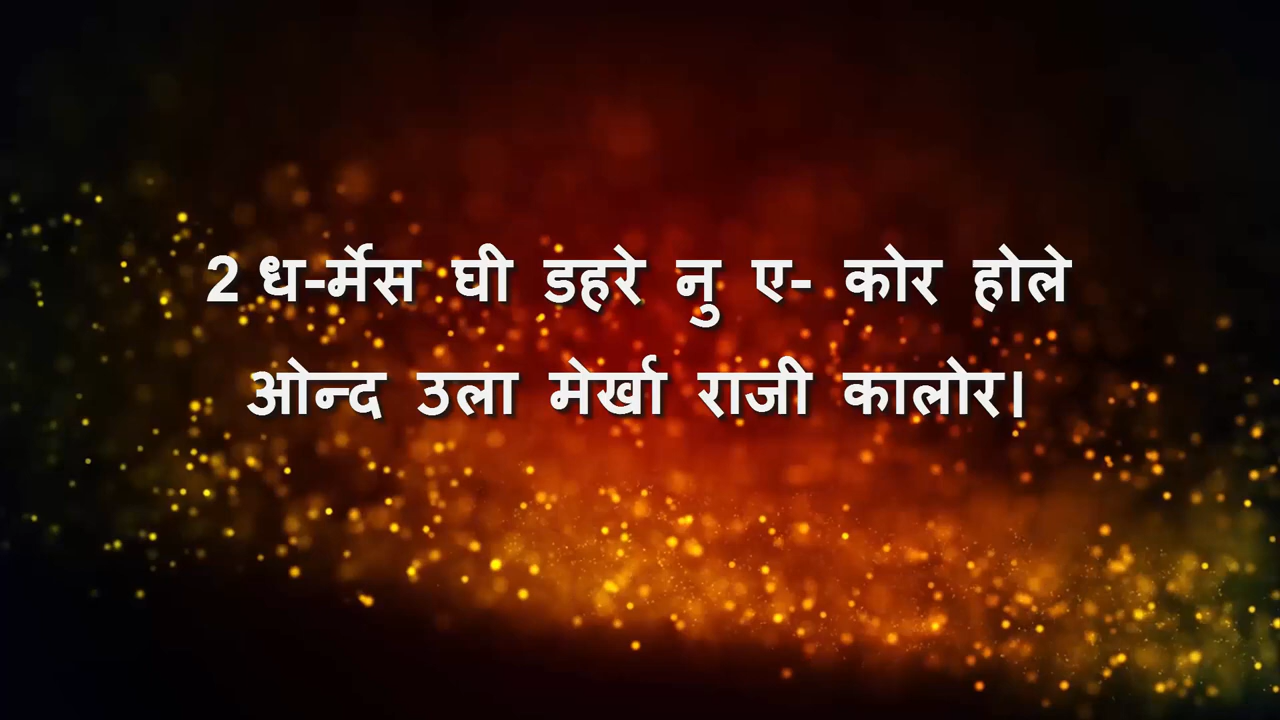 2 ध-र्मेस घी डहरे नु ए- कोर होले
ओन्द उला मेर्खा राजी कालोर।